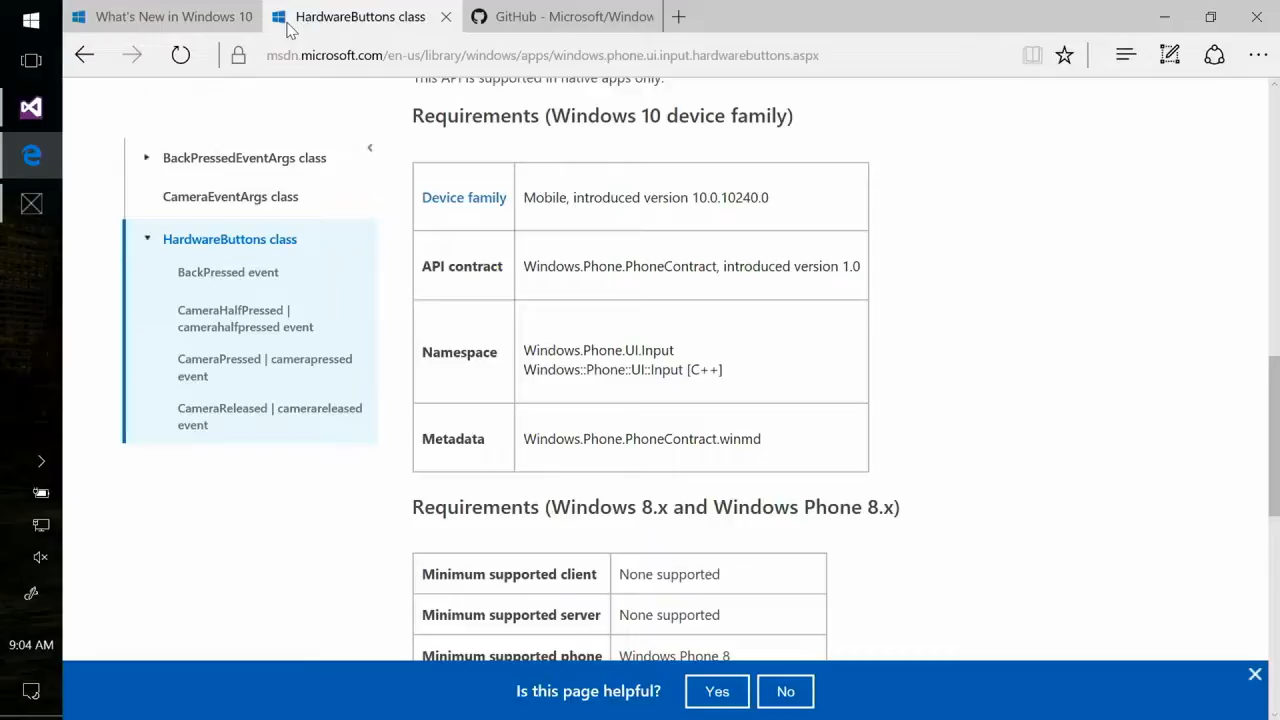 What's New in Windows 10
HardwareButtons class
GitHub - Microsoft/Window
msdn.microsoft.com/en-us/library/windows/apps/windows.phone.ui.input.hardwarebuttons.aspx
This API is supported in native apps only.
Requirements (Windows 10 device family)
BackPressedEventArgs class
CameraEventArgs class
HardwareButtons class
BackPressed event
CameraHalfPressed |
camerahalfpressed event
CameraPressed | camerapressed
event
CameraReleased | camerareleased
event
Device family Mobile, introduced version 10.0.10240.0
API contract Windows.Phone.PhoneContract, introduced version 1.0
Namespace Windows.Phone.UI.Input
Windows::Phone::UI::Input [C++]
Metadata Windows.Phone.PhoneContract.winmd
Requirements (Windows 8.x and Windows Phone 8.x)
Minimum supported client None supported
Minimum supported server None supported
Minimum supported phone Windows Phone 8
Is this page helpful? Yes No
9:04 AM